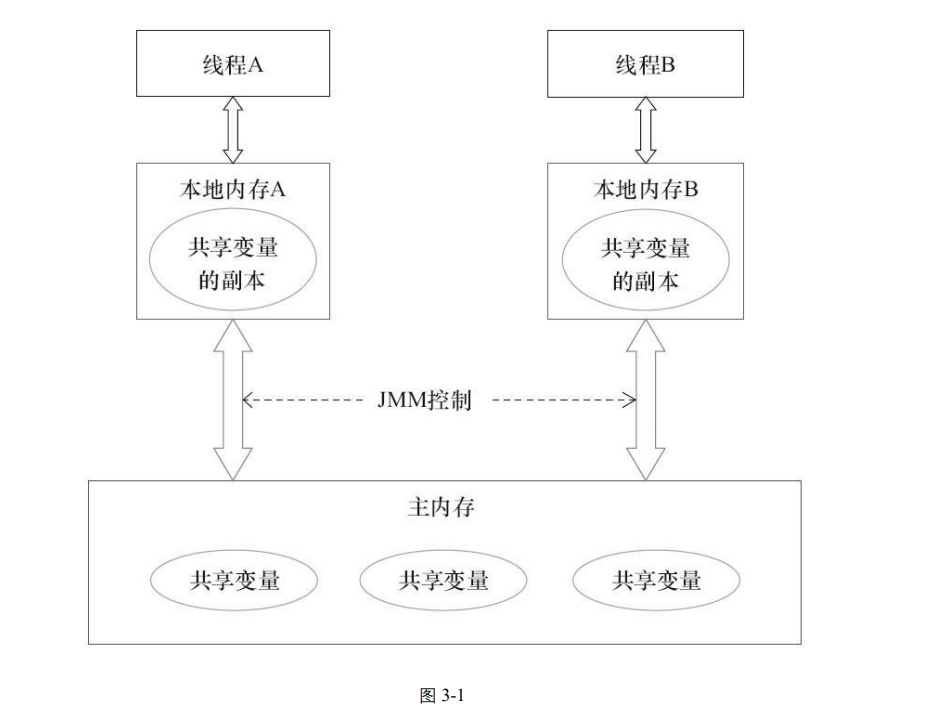 线程A
线程B
本地内存A
共享变量
的副本
本地内存B
共享变量
的副本
JMM控制
主内存
共享变量
共享变量
共享变量
图 3-1